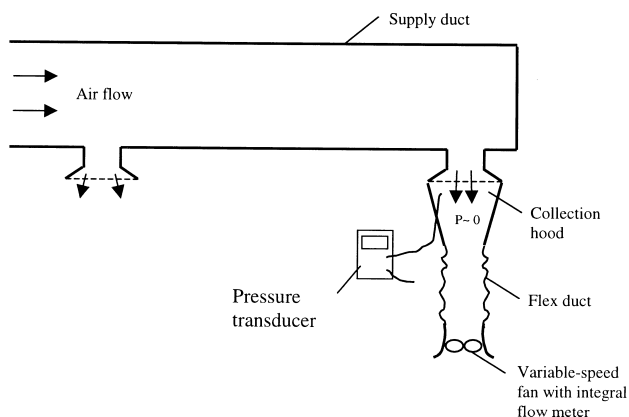 Supply duct
Air flow
P~ 0
Collection
hood
Pressure
transducer
Flex duct
Variable-speed
fan with integral
flow meter